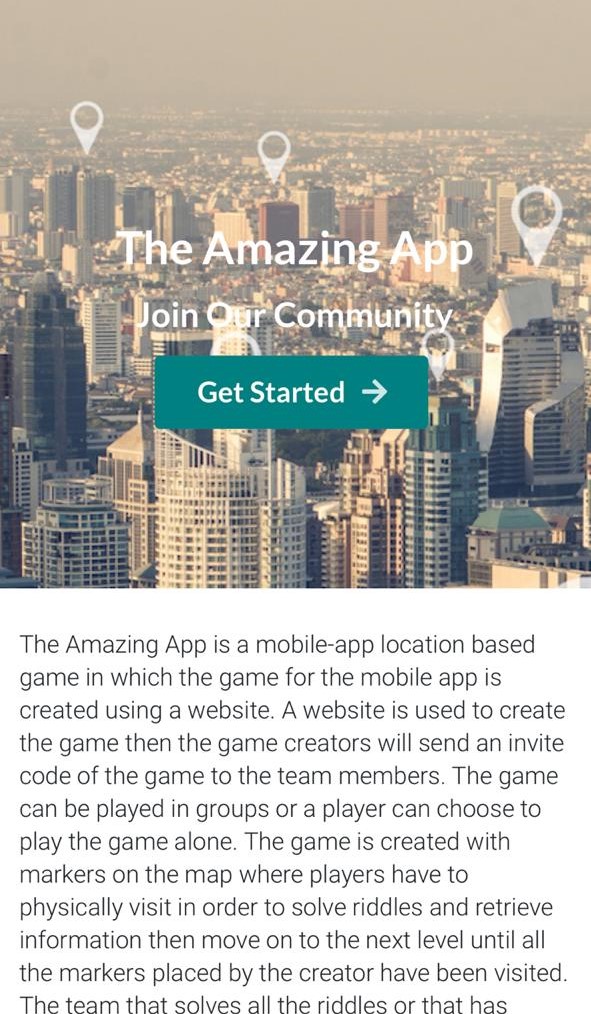 The Amazing App
Join Our Community
Get Started →
The Amazing App is a mobile-app location based
game in which the game for the mobile app is
created using a website. A website is used to create
the game then the game creators will send an invite
code of the game to the team members. The game
can be played in groups or a player can choose to
play the game alone. The game is created with
markers on the map where players have to
physically visit in order to solve riddles and retrieve
information then move on to the next level until all
the markers placed by the creator have been visited.
The team that solves all the riddles or that has